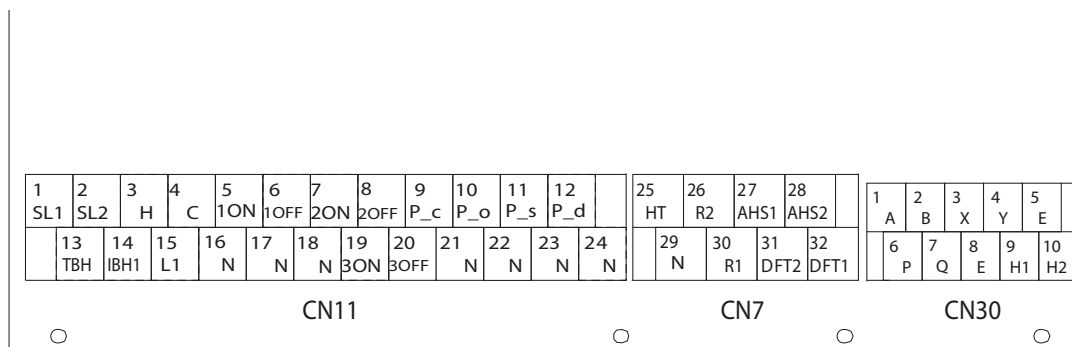 1 2 3 4 5 6 7 8 9 10 11 12
SL1 SL2 H C 1ON 1OFF 2ON 2OFF P_c P_o P_s P_d
13 14 15 16 17 18 19 20 21 22 23 24
TBH IBH1 L1 N N N 3ON 3OFF N N N N
CN11
25 26 27 28
HT R2 AHS1 AHS2
29 30 31 32
N R1 DFT2 DFT1
CN7
1 2 3 4 5
A B X Y E
6 7 8 9 10
P Q E H1 H2
CN30